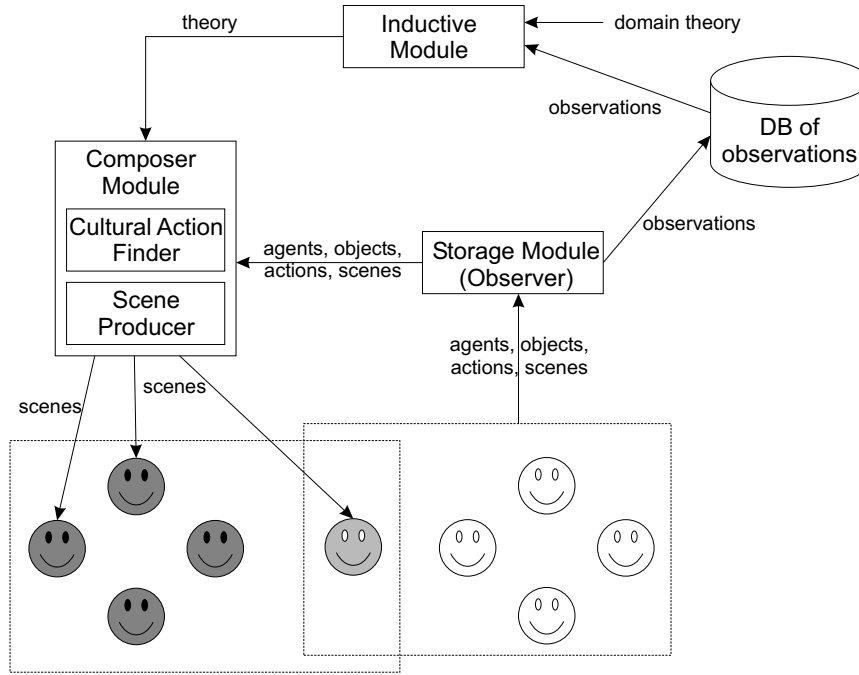 theory
Inductive
Module
domain theory
observations
DB of
observations
Composer
Module
Cultural Action
Finder
Scene
Producer
agents, objects,
actions, scenes
Storage Module
(Observer)
observations
agents, objects,
actions, scenes
scenes
scenes